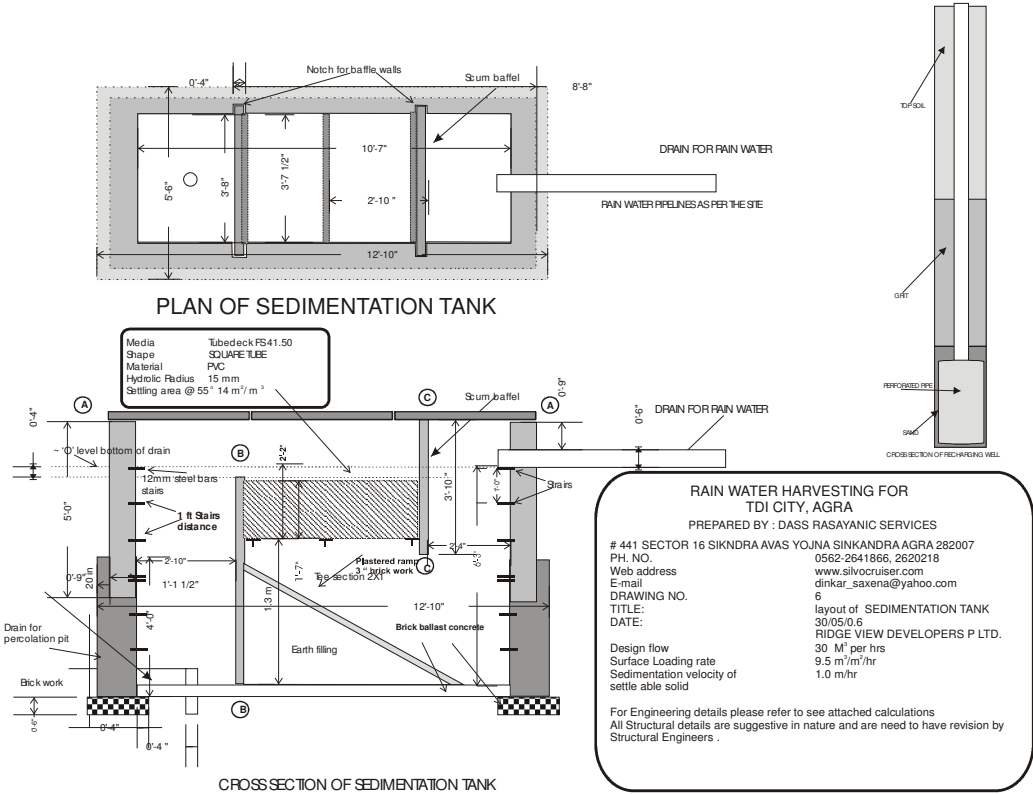 0'-4"
Notch for baffle walls
Scum baffel
8'-8"
10'-7"
5'-6"
3'-8"
3'-7 1/2"
2'-10 "
12'-10"
DRAIN FOR RAIN WATER
RAIN WATER PIPELINES AS PER THE SITE
PLAN OF SEDIMENTATION TANK
TOP SOIL
GRIT
PERFORATED PIPE
SAND
CROSS SECTION OF RECHARGING WELL
Media Tubedeck FS 41.50
Shape SQUARE TUBE
Material PVC
Hydrolic Radius 15 mm
Settling area @ 55° 14 m²/ m ³
A
C
Scum baffel
A
0'-9"
0'-4"
0'-6"
DRAIN FOR RAIN WATER
B
~ 'O' level bottom of drain
2'-2"
12mm steel bars
stairs
1 ft Stairs
distance
5'-0"
3'-10"
1'-0"
Strairs
2'-10"
2'-4"
6'-3"
Plastered ramp
3 " brick work
C
Tee section 2X1
1'-7"
1.3 m
0'-9"
20 in
1'-1 1/2"
12'-10"
4'-0"
Brick ballast concrete
Drain for
percolation pit
Earth filling
Brick work
B
0'-6"
0'-4"
0'-4 "
CROSS SECTION OF SEDIMENTATION TANK
RAIN WATER HARVESTING FOR
TDI CITY, AGRA
PREPARED BY : DASS RASAYANIC SERVICES
# 441 SECTOR 16 SIKNDRA AVAS YOJNA SINKANDRA AGRA 282007
PH. NO. 0562-2641866, 2620218
Web address www.silvocruiser.com
E-mail dinkar_saxena@yahoo.com
DRAWING NO. 6
TITLE: layout of SEDIMENTATION TANK
DATE: 30/05/0.6
RIDGE VIEW DEVELOPERS P LTD.
Design flow 30 M³ per hrs
Surface Loading rate 9.5 m³/m²/hr
Sedimentation velocity of 1.0 m/hr
settle able solid
For Engineering details please refer to see attached calculations
All Structural details are suggestive in nature and are need to have revision by
Structural Engineers .